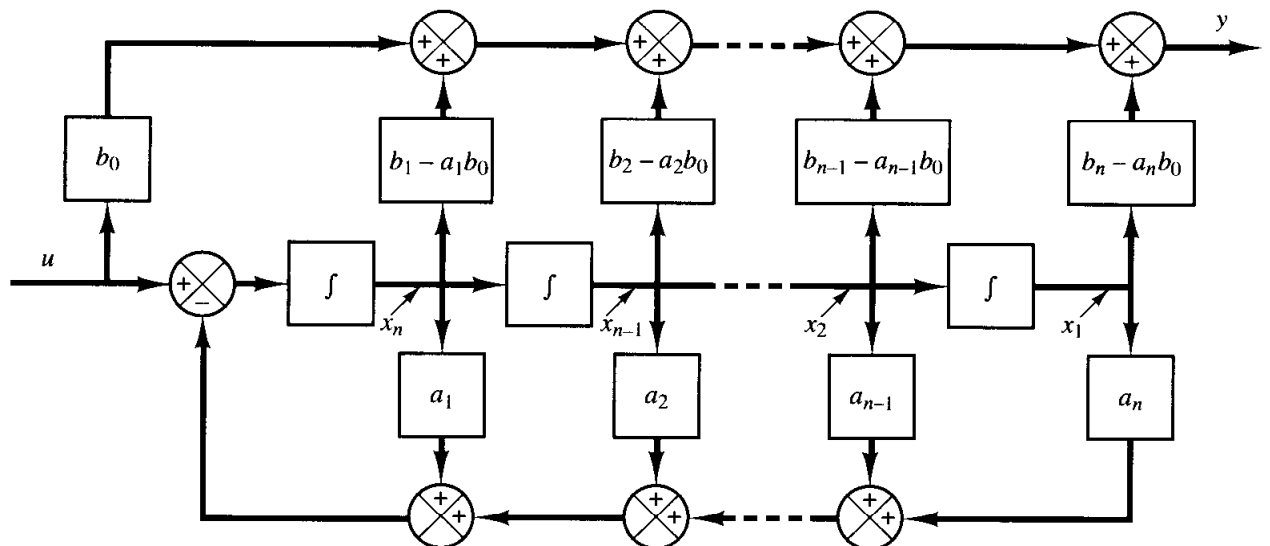 + + + + + + + + y
b₀ b₁ – a₁b₀ b₂ – a₂b₀ bₙ₋₁ – aₙ₋₁b₀ bₙ – aₙb₀
u + – ∫ ∫ ∫
xₙ xₙ₋₁ x₂ x₁
a₁ a₂ aₙ₋₁ aₙ
+ + + + + +